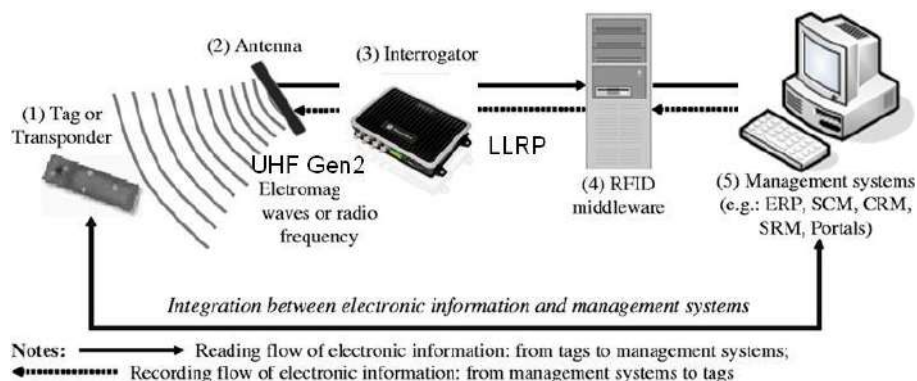 (2) Antenna
(3) Interrogator
(1) Tag or
Transponder
UHF Gen2
LLRP
Eletromag
waves or radio
frequency
(4) RFID
middleware
(5) Management systems
(e.g.: ERP, SCM, CRM,
SRM, Portals)
Integration between electronic information and management systems
Notes: Reading flow of electronic information: from tags to management systems;
Recording flow of electronic information: from management systems to tags